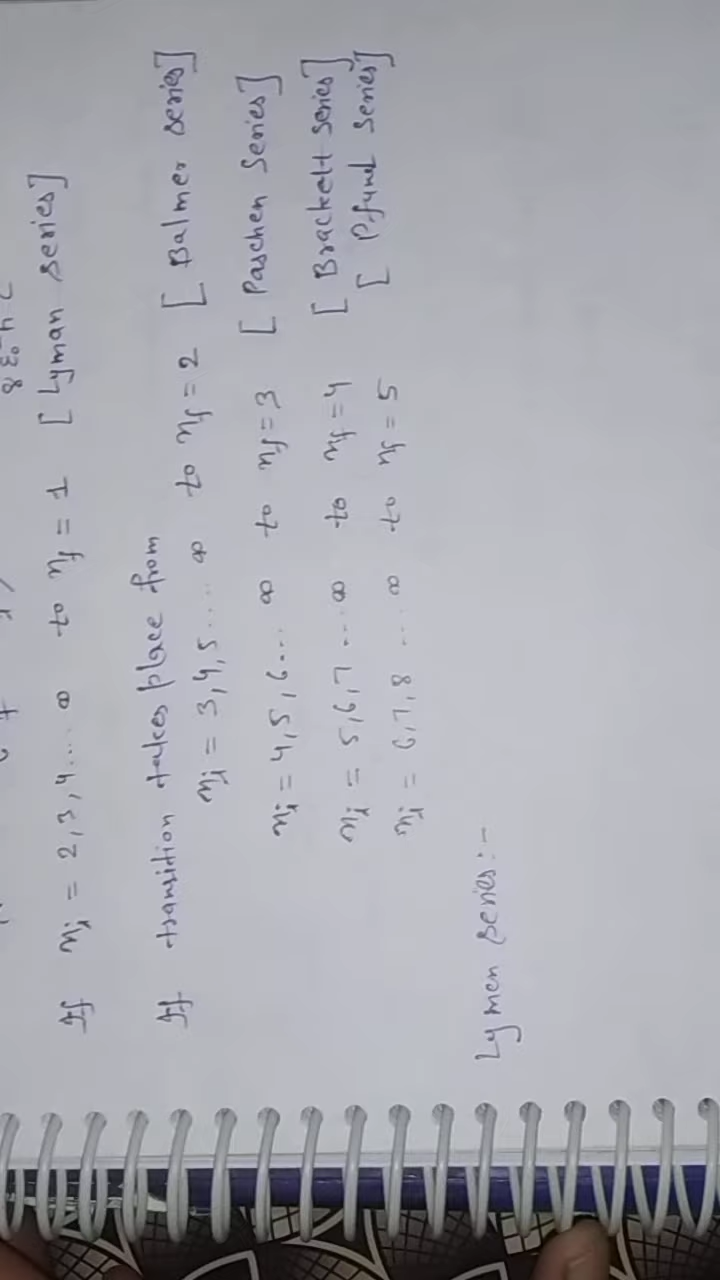 If nᵢ = 2,3,4... ∞ to n_f = 1 [Lyman series]
If transition takes place from
nᵢ = 3,4,5.... ∞ to n_f = 2 [Balmer series]
nᵢ = 4,5,6... ∞ to n_f = 3 [Paschen series]
nᵢ = 5,6,7 ... ∞ to n_f = 4 [Brackett series]
nᵢ = 6,7,8 ... ∞ to n_f = 5 [Pfund series]
Lymen series:-